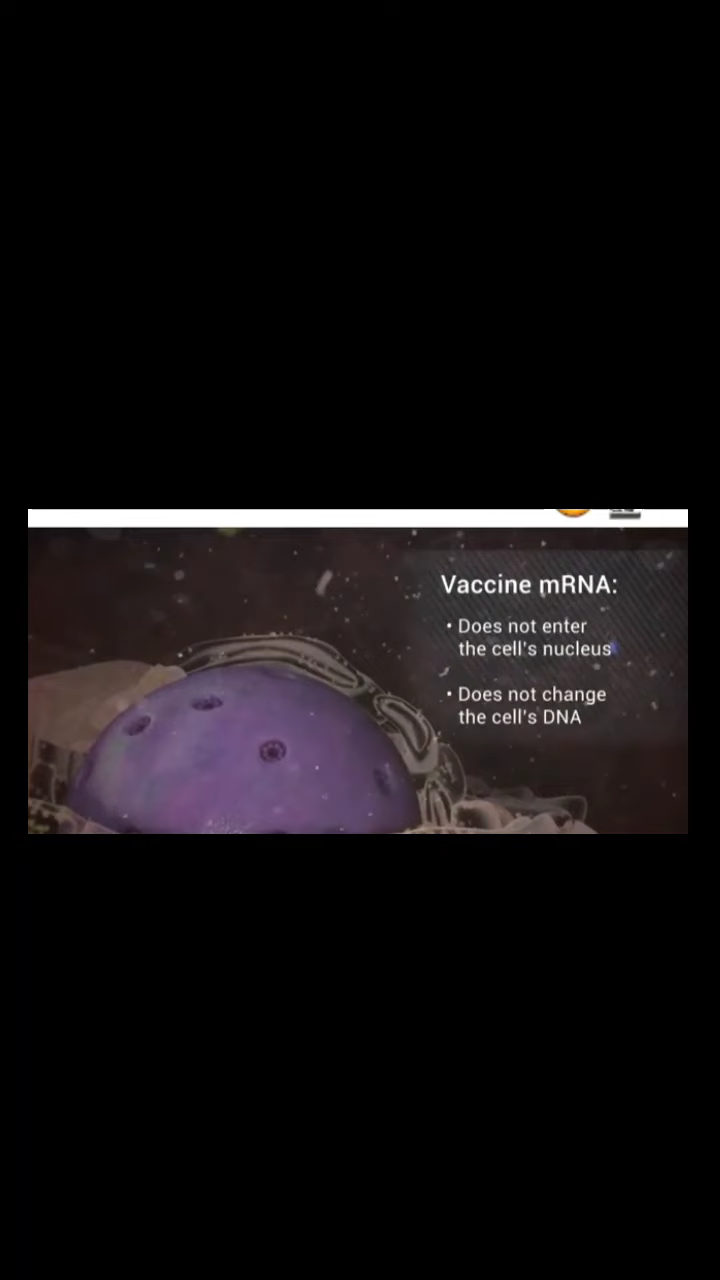 Vaccine mRNA:
• Does not enter
the cell's nucleus
• Does not change
the cell's DNA